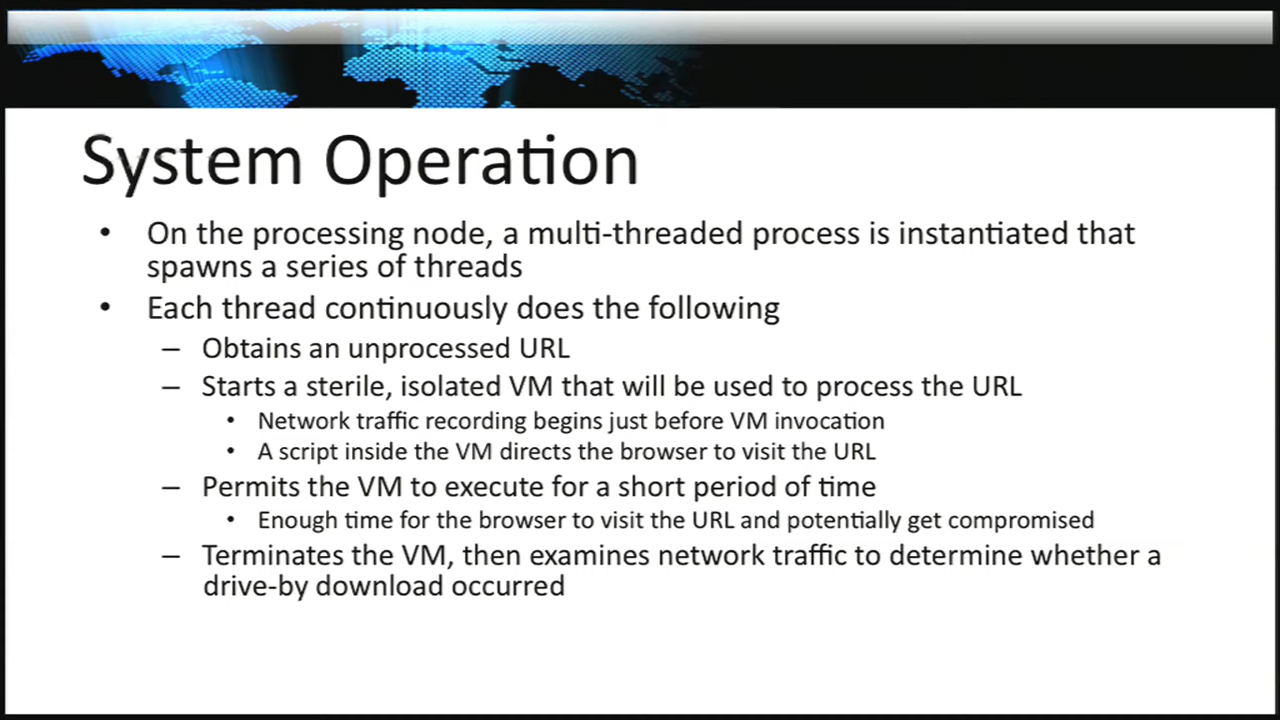 System Operation
• On the processing node, a multi-threaded process is instantiated that
spawns a series of threads
• Each thread continuously does the following
– Obtains an unprocessed URL
– Starts a sterile, isolated VM that will be used to process the URL
• Network traffic recording begins just before VM invocation
• A script inside the VM directs the browser to visit the URL
– Permits the VM to execute for a short period of time
• Enough time for the browser to visit the URL and potentially get compromised
– Terminates the VM, then examines network traffic to determine whether a
drive-by download occurred